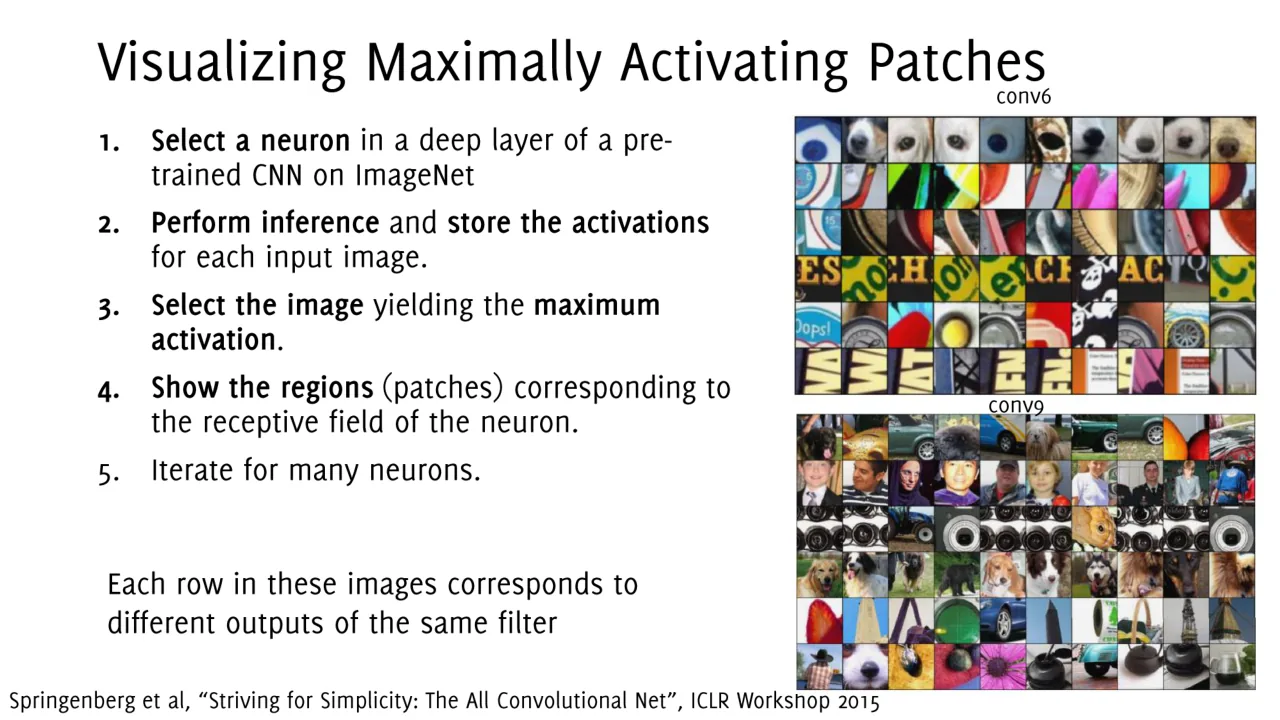 Visualizing Maximally Activating Patches
conv6
1. Select a neuron in a deep layer of a pre-
trained CNN on ImageNet
2. Perform inference and store the activations
for each input image.
3. Select the image yielding the maximum
activation.
4. Show the regions (patches) corresponding to
the receptive field of the neuron.
5. Iterate for many neurons.
Each row in these images corresponds to
different outputs of the same filter
ES
CH
AC
Oops!
conv9
Springenberg et al, “Striving for Simplicity: The All Convolutional Net”, ICLR Workshop 2015